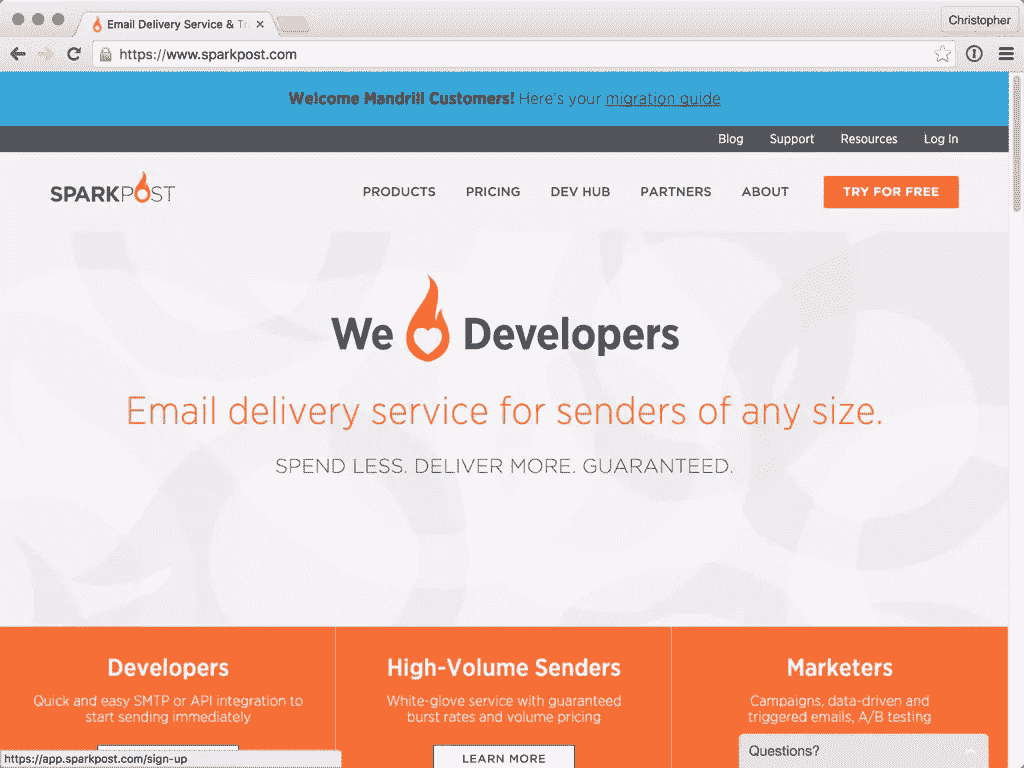 Email Delivery Service & Tr
Christopher
https://www.sparkpost.com
Welcome Mandrill Customers! Here's your migration guide
Blog Support Resources Log In
SPARKPOST
PRODUCTS PRICING DEV HUB PARTNERS ABOUT TRY FOR FREE
We Developers
Email delivery service for senders of any size.
SPEND LESS. DELIVER MORE. GUARANTEED.
Developers
Quick and easy SMTP or API integration to
start sending immediately
High-Volume Senders
White-glove service with guaranteed
burst rates and volume pricing
LEARN MORE
Marketers
Campaigns, data-driven and
triggered emails, A/B testing
Questions?
https://app.sparkpost.com/sign-up